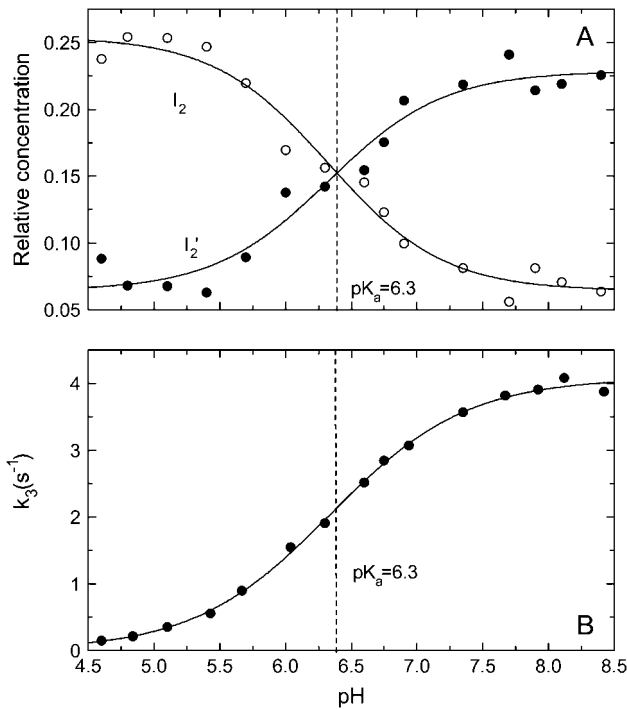 A
0.25
0.20
0.15
0.10
0.05
Relative concentration
I2
I2'
pKa=6.3
4
3
2
1
0
k3(s-1)
pKa=6.3
B
4.5 5.0 5.5 6.0 6.5 7.0 7.5 8.0 8.5
pH